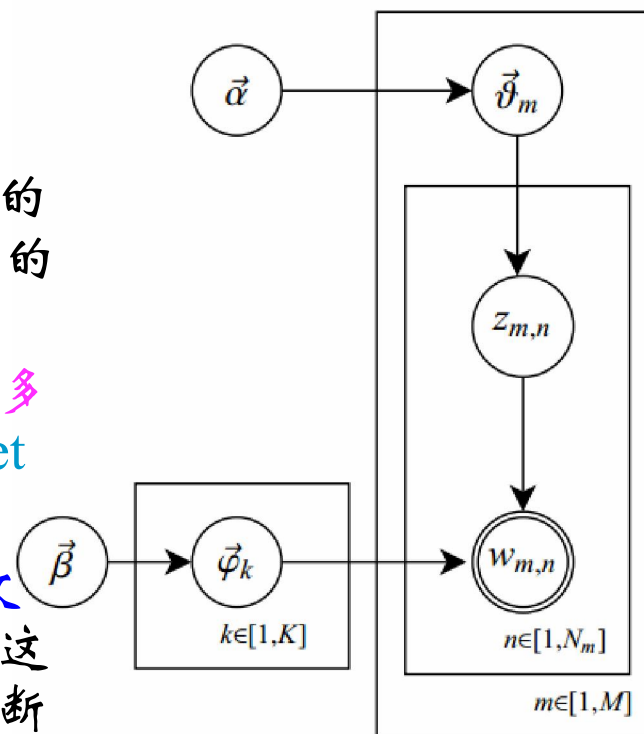 α⃗
ϑ⃗ₘ
的
的
zₘ,ₙ
多
et
β⃗
φ⃗ₖ
wₘ,ₙ
k∈[1,K]
n∈[1,Nₘ]
这
m∈[1,M]
断